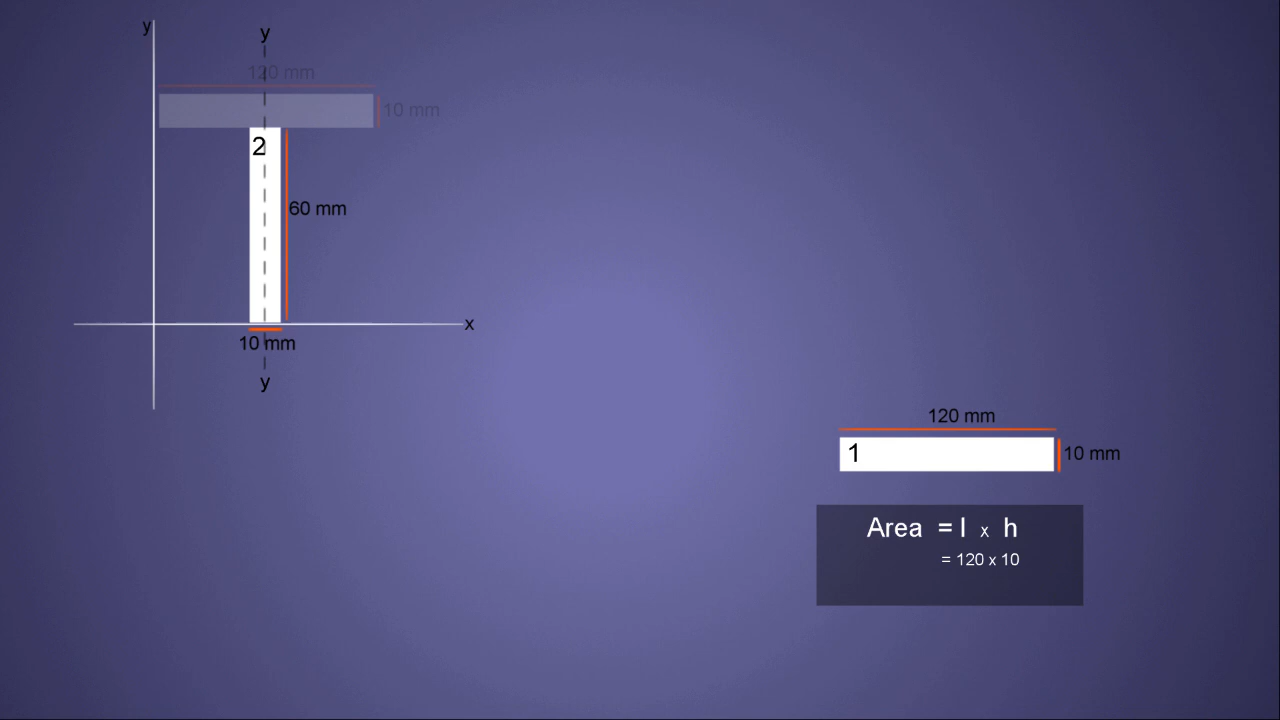 y
y
120 mm
10 mm
2
60 mm
x
10 mm
y
120 mm
1
10 mm
Area = l x h
= 120 x 10